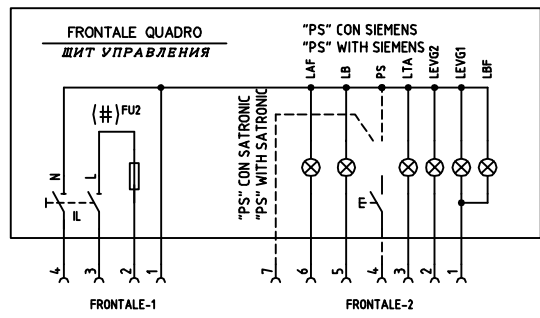 FRONTALE QUADRO
ЩИТ УПРАВЛЕНИЯ
"PS" CON SIEMENS
"PS" WITH SIEMENS
LAF
LB
PS
LTA
LEVG2
LEVG1
LBF
(#) FU2
"PS" CON SATRONIC
"PS" WITH SATRONIC
N
L
IL
E
4
3
2
1
7
6
5
4
3
2
1
FRONTALE-1
FRONTALE-2